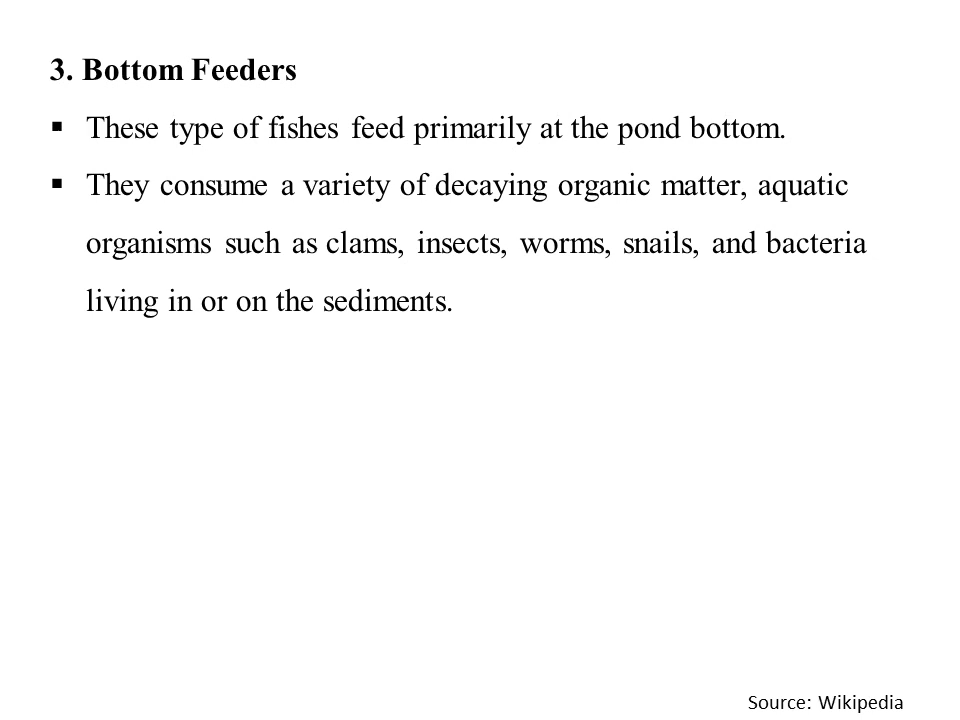 3. Bottom Feeders
▪ These type of fishes feed primarily at the pond bottom.
▪ They consume a variety of decaying organic matter, aquatic
organisms such as clams, insects, worms, snails, and bacteria
living in or on the sediments.
Source: Wikipedia